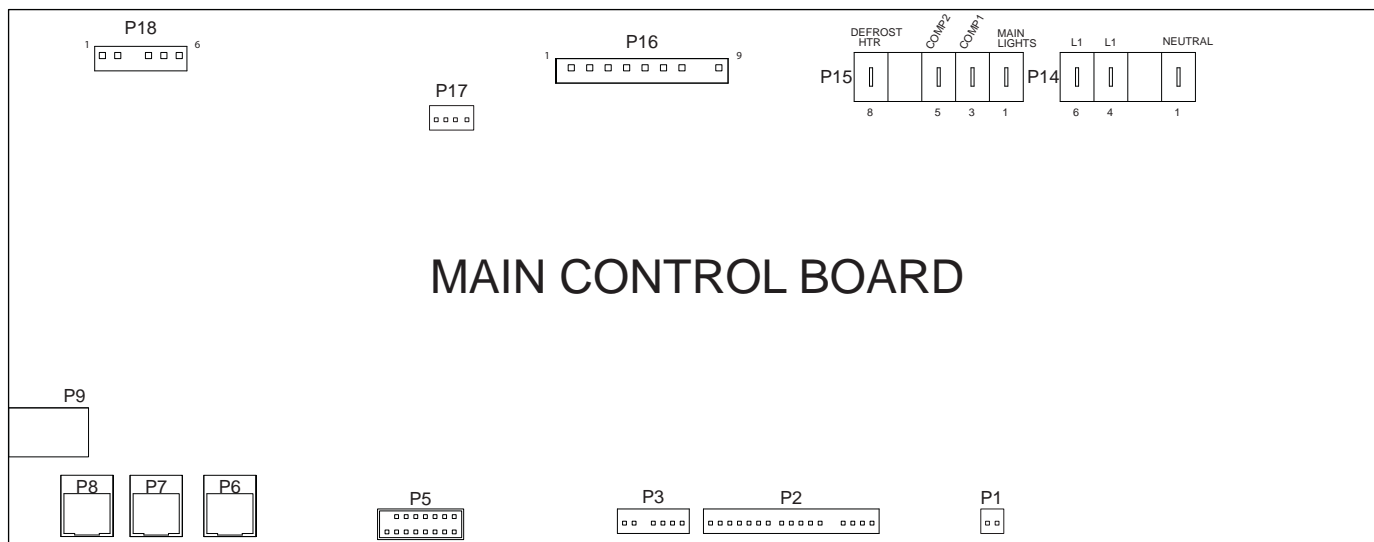 P18
1 6
P17
P16
1 9
DEFROST
HTR
COMP2
COMP1
MAIN
LIGHTS
P15
8 5 3 1
P14
L1 L1 NEUTRAL
6 4 1
MAIN CONTROL BOARD
P9
P8 P7 P6
P5
P3
P2
P1